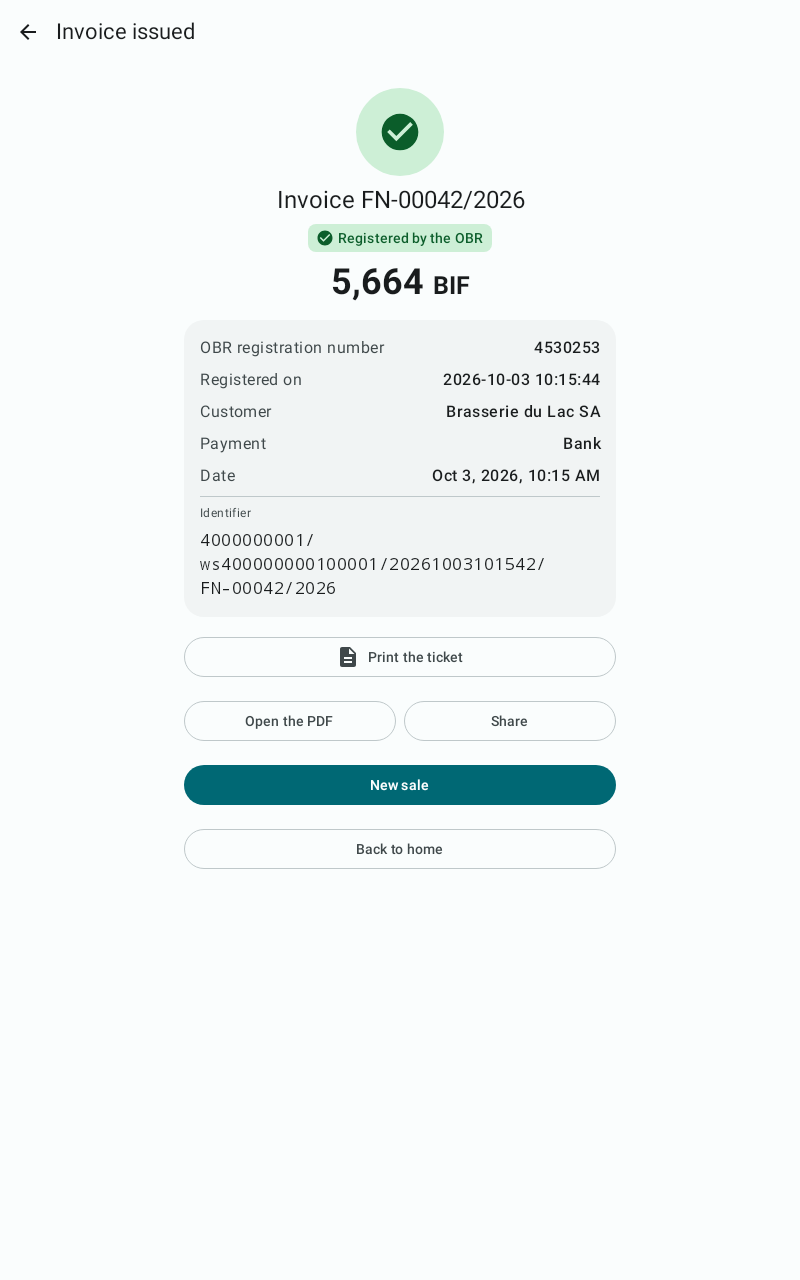 Invoice issued
Invoice FN-00042/2026
Registered by the OBR
5,664 BIF
OBR registration number 4530253
Registered on 2026-10-03 10:15:44
Customer Brasserie du Lac SA
Payment Bank
Date Oct 3, 2026, 10:15 AM
Identifier
4000000001/
ws400000000100001/20261003101542/
FN-00042/2026
Print the ticket
Open the PDF Share
New sale
Back to home